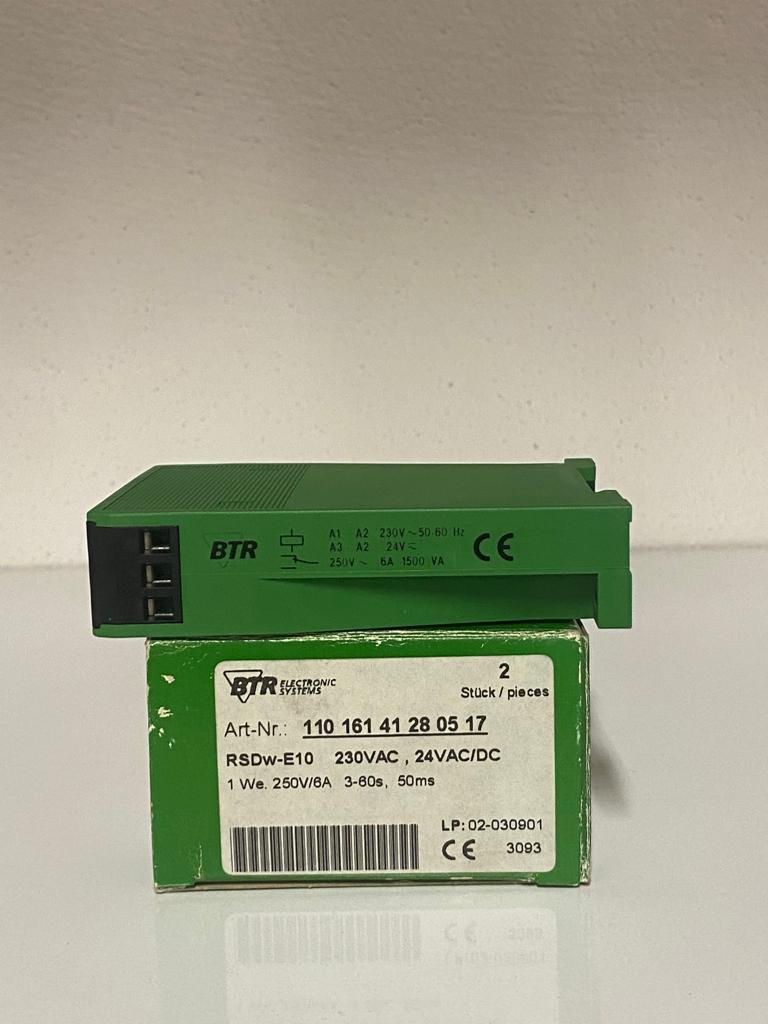 BTR
A1 A2 230V ~ 50 60 Hz
A3 A2 24V ≂
250V ~ 6A 1500 VA
CE
BTR ELECTRONIC SYSTEMS
2
Stück / pieces
Art-Nr.: 110 161 41 28 05 17
RSDw-E10 230VAC , 24VAC/DC
1 We. 250V/6A 3-60s, 50ms
LP: 02-030901
CE 3093